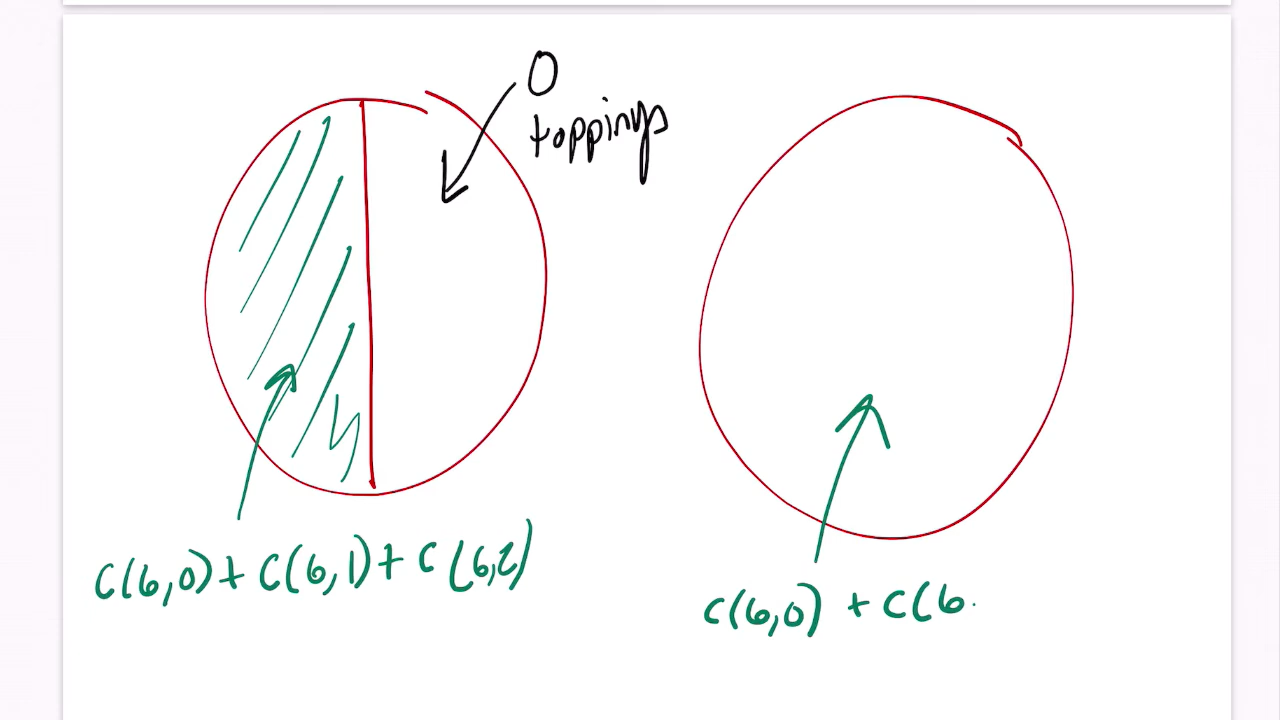 0
toppings
C(6,0) + C(6,1) + C(6,2)
C(6,0) + C(6.